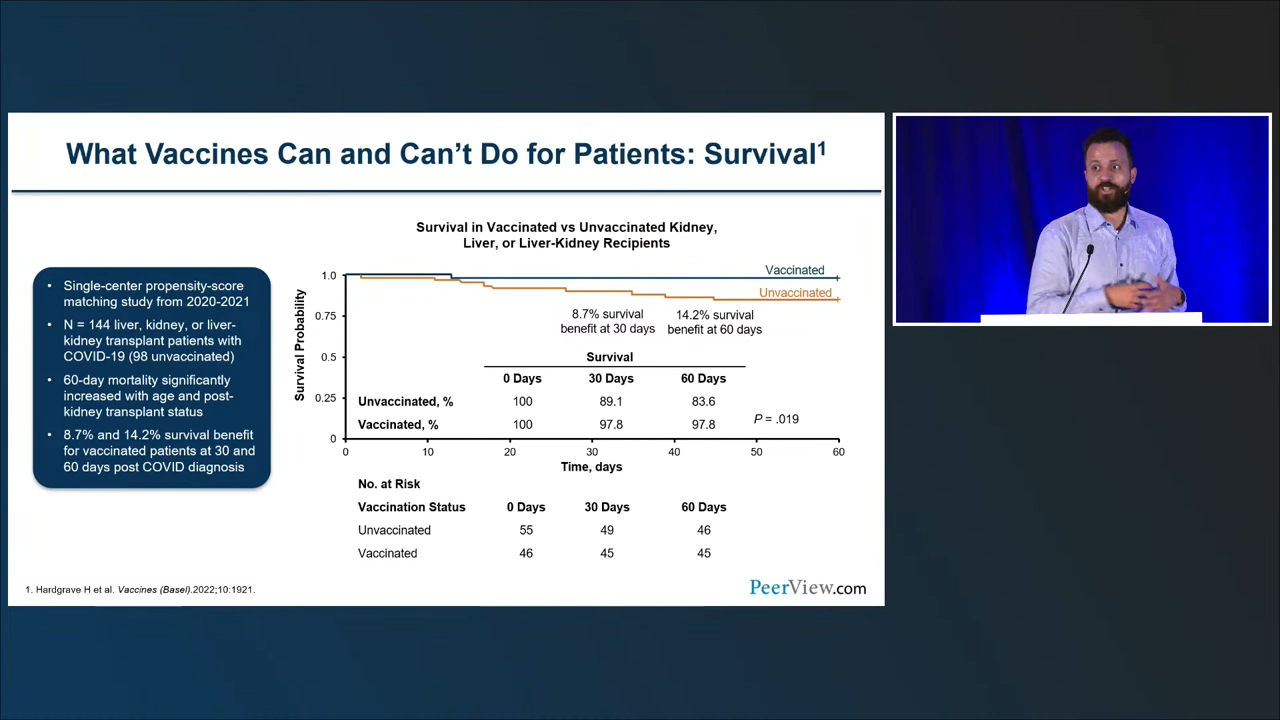 What Vaccines Can and Can't Do for Patients: Survival¹
• Single-center propensity-score
matching study from 2020-2021
• N = 144 liver, kidney, or liver-
kidney transplant patients with
COVID-19 (98 unvaccinated)
• 60-day mortality significantly
increased with age and post-
kidney transplant status
• 8.7% and 14.2% survival benefit
for vaccinated patients at 30 and
60 days post COVID diagnosis
Survival in Vaccinated vs Unvaccinated Kidney,
Liver, or Liver-Kidney Recipients
Survival Probability
1.0
0.75
0.5
0.25
0
Vaccinated
Unvaccinated
8.7% survival
benefit at 30 days
14.2% survival
benefit at 60 days
Survival
0 Days 30 Days 60 Days
Unvaccinated, % 100 89.1 83.6
Vaccinated, % 100 97.8 97.8
P = .019
0 10 20 30 40 50 60
Time, days
No. at Risk
Vaccination Status 0 Days 30 Days 60 Days
Unvaccinated 55 49 46
Vaccinated 46 45 45
1. Hardgrave H et al. Vaccines (Basel).2022;10:1921.
PeerView.com